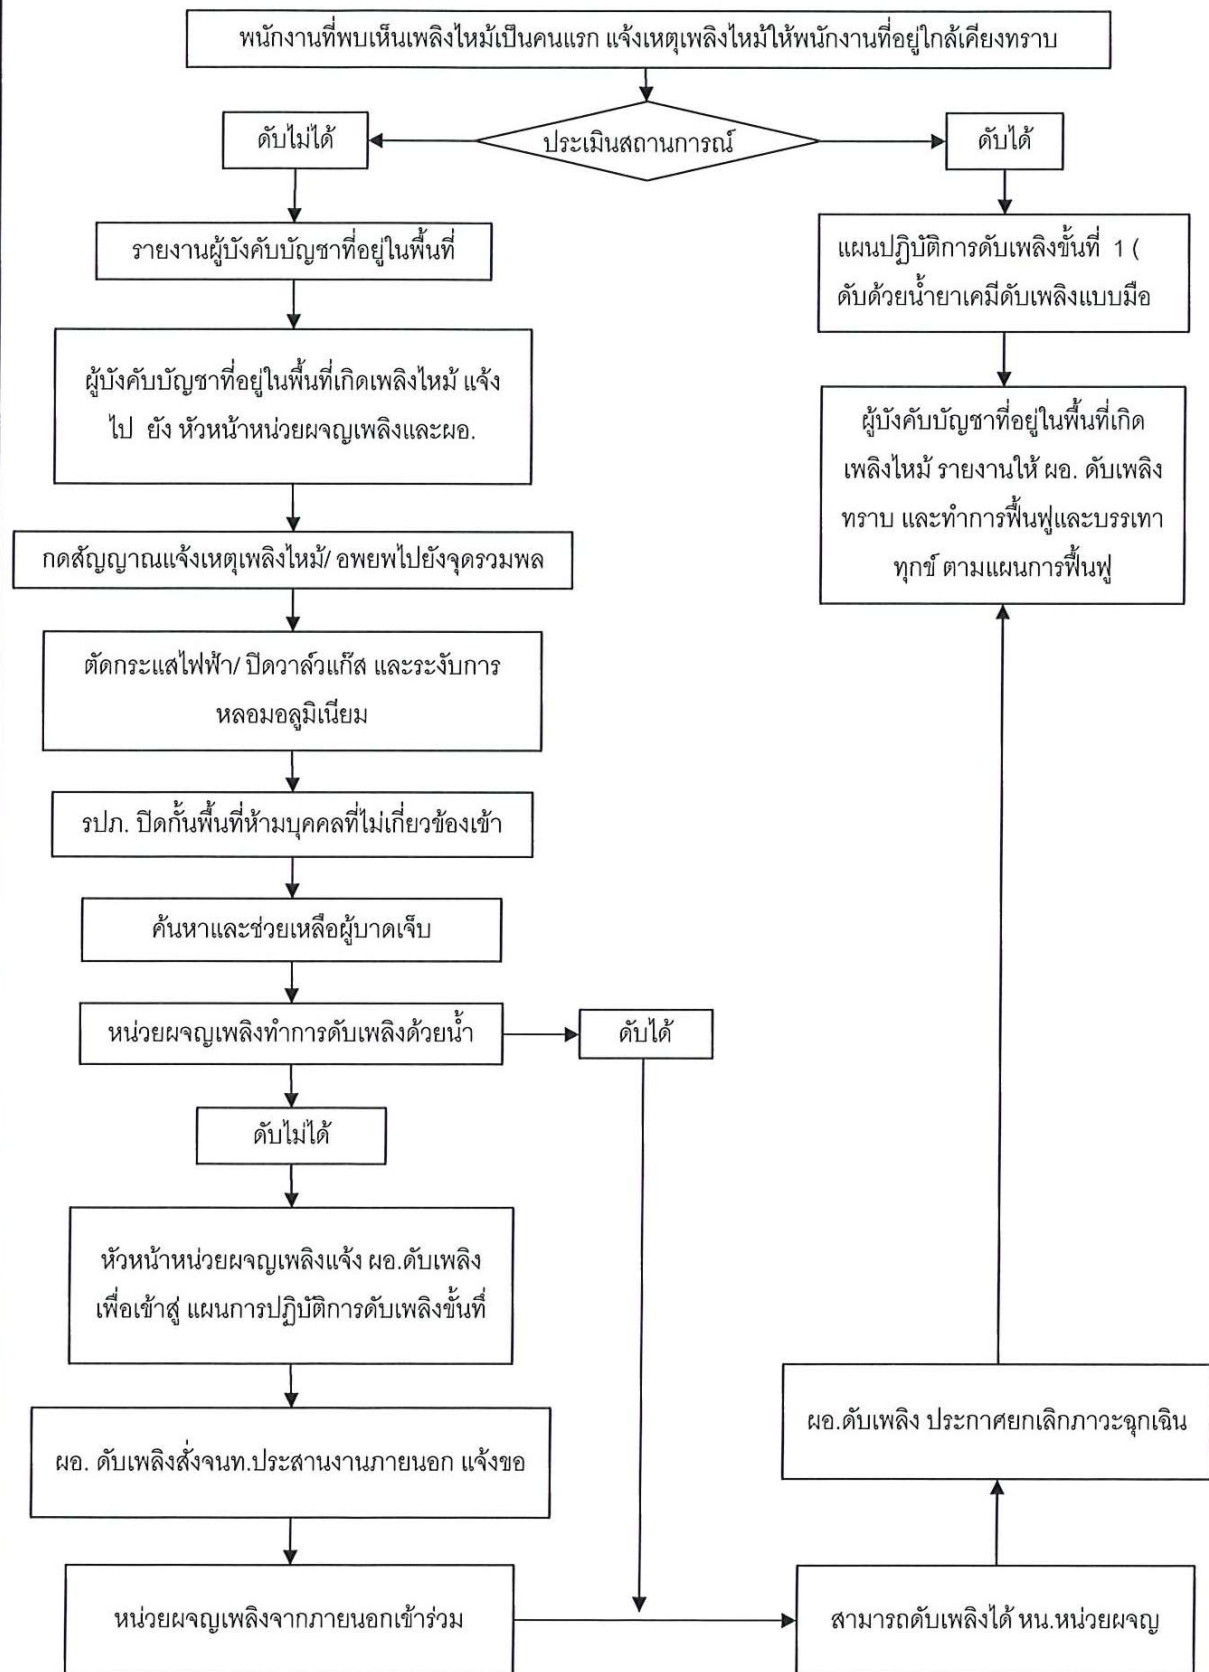 พนักงานที่พบเห็นเพลิงไหม้เป็นคนแรก แจ้งเหตุเพลิงไหม้ให้พนักงานที่อยู่ใกล้เคียงทราบ
ประเมินสถานการณ์
ดับไม่ได้
ดับได้
รายงานผู้บังคับบัญชาที่อยู่ในพื้นที่
แผนปฏิบัติการดับเพลิงขั้นที่ 1 (
ดับด้วยน้ำยาเคมีดับเพลิงแบบมือ
ผู้บังคับบัญชาที่อยู่ในพื้นที่เกิดเพลิงไหม้ แจ้ง
ไป ยัง หัวหน้าหน่วยผจญเพลิงและผอ.
ผู้บังคับบัญชาที่อยู่ในพื้นที่เกิด
เพลิงไหม้ รายงานให้ ผอ. ดับเพลิง
ทราบ และทำการฟื้นฟูและบรรเทา
ทุกข์ ตามแผนการฟื้นฟู
กดสัญญาณแจ้งเหตุเพลิงไหม้/ อพยพไปยังจุดรวมพล
ตัดกระแสไฟฟ้า/ ปิดวาล์วแก๊ส และระงับการ
หลอมอลูมิเนียม
รปภ. ปิดกั้นพื้นที่ห้ามบุคคลที่ไม่เกี่ยวข้องเข้า
ค้นหาและช่วยเหลือผู้บาดเจ็บ
หน่วยผจญเพลิงทำการดับเพลิงด้วยน้ำ
ดับได้
ดับไม่ได้
หัวหน้าหน่วยผจญเพลิงแจ้ง ผอ.ดับเพลิง
เพื่อเข้าสู่ แผนการปฏิบัติการดับเพลิงขั้นที่
ผอ. ดับเพลิงสั่งจนท.ประสานงานภายนอก แจ้งขอ
ผอ.ดับเพลิง ประกาศยกเลิกภาวะฉุกเฉิน
หน่วยผจญเพลิงจากภายนอกเข้าร่วม
สามารถดับเพลิงได้ หน.หน่วยผจญ